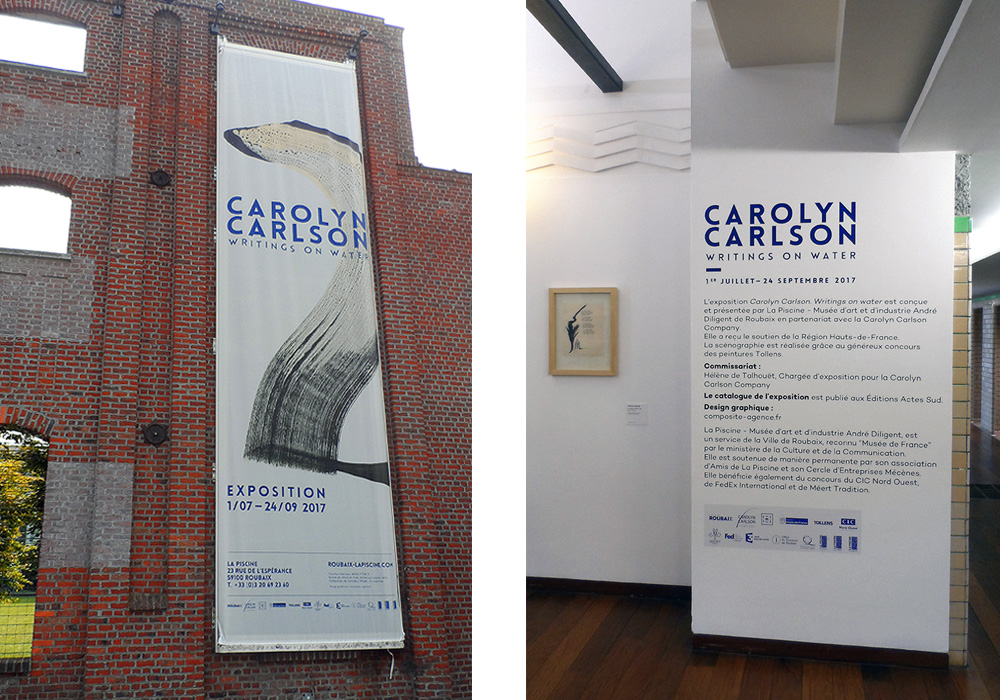 CAROLYN
CARLSON
WRITINGS ON WATER
EXPOSITION
1/07 – 24/09 2017
LA PISCINE
23 RUE DE L'ESPÉRANCE
59100 ROUBAIX
T. +33 (0)3 20 69 23 60
ROUBAIX-LAPISCINE.COM
CAROLYN
CARLSON
WRITINGS ON WATER
1ER JUILLET – 24 SEPTEMBRE 2017
L'exposition Carolyn Carlson. Writings on water est conçue
et présentée par La Piscine - Musée d'art et d'industrie André
Diligent de Roubaix en partenariat avec la Carolyn Carlson
Company.
Elle a reçu le soutien de la Région Hauts-de-France.
La scénographie est réalisée grâce au généreux concours
des peintures Tollens.
Commissariat :
Hélène de Talhouët, Chargée d'exposition pour la Carolyn
Carlson Company
Le catalogue de l'exposition est publié aux Éditions Actes Sud.
Design graphique :
composite-agence.fr
La Piscine - Musée d'art et d'industrie André Diligent, est
un service de la Ville de Roubaix, reconnu "Musée de France"
par le ministère de la Culture et de la Communication.
Elle est soutenue de manière permanente par son association
d'Amis de La Piscine et son Cercle d'Entreprises Mécènes.
Elle bénéficie également du concours du CIC Nord Ouest,
de FedEx International et de Méert Tradition.
ROUBAIX CAROLYN CARLSON TOLLENS CIC Nord Ouest
FedEx 3